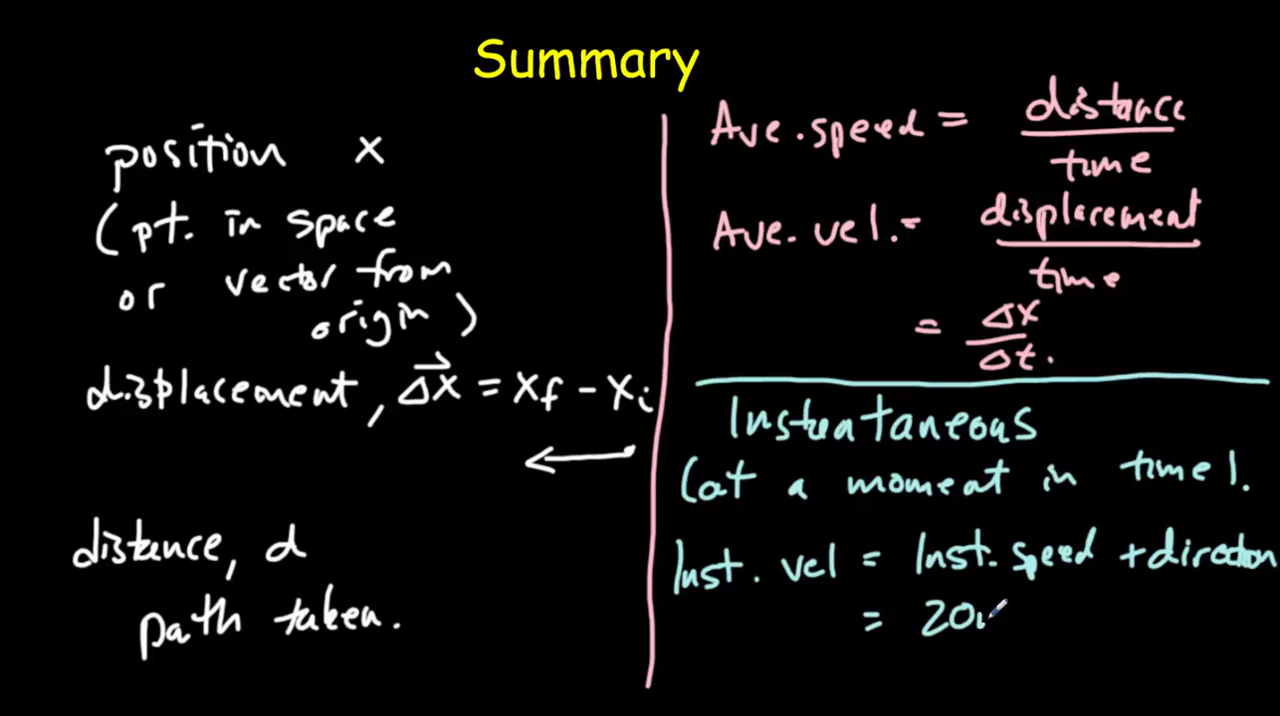 Summary
position x
(pt. in space
or vector from
origin)
displacement, Δx⃗ = xf - xi
distance, d
path taken.
Ave. speed = distance
time
Ave. vel. = displacement
time
= Δx
Δt.
Instantaneous
(at a moment in time).
Inst. vel = Inst. speed + direction
= 20